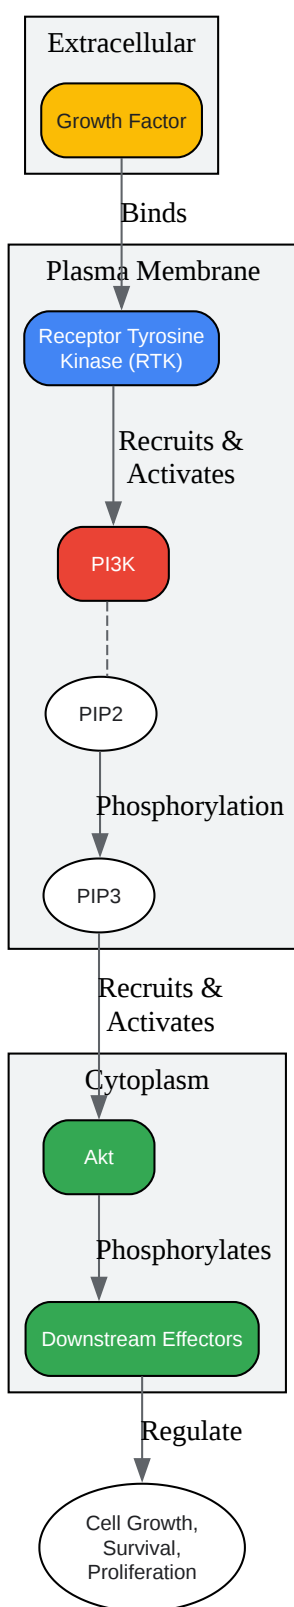 Extracellular
Growth Factor
Binds
Plasma Membrane
Receptor Tyrosine
Kinase (RTK)
Recruits &
Activates
PI3K
PIP2
Phosphorylation
PIP3
Recruits &
Activates
Cytoplasm
Akt
Phosphorylates
Downstream Effectors
Regulate
Cell Growth,
Survival,
Proliferation